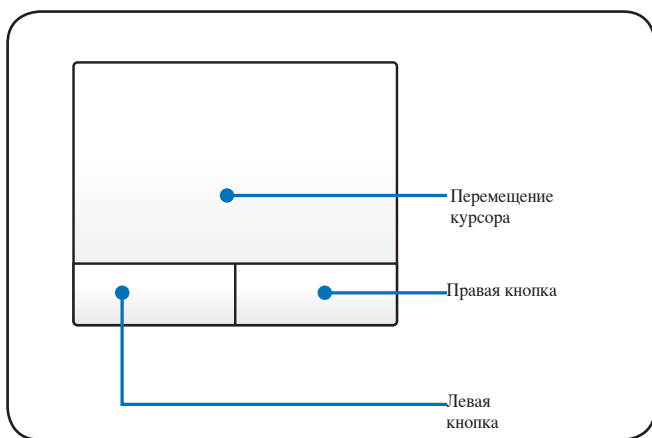 Перемещение
курсора
Правая кнопка
Левая
кнопка